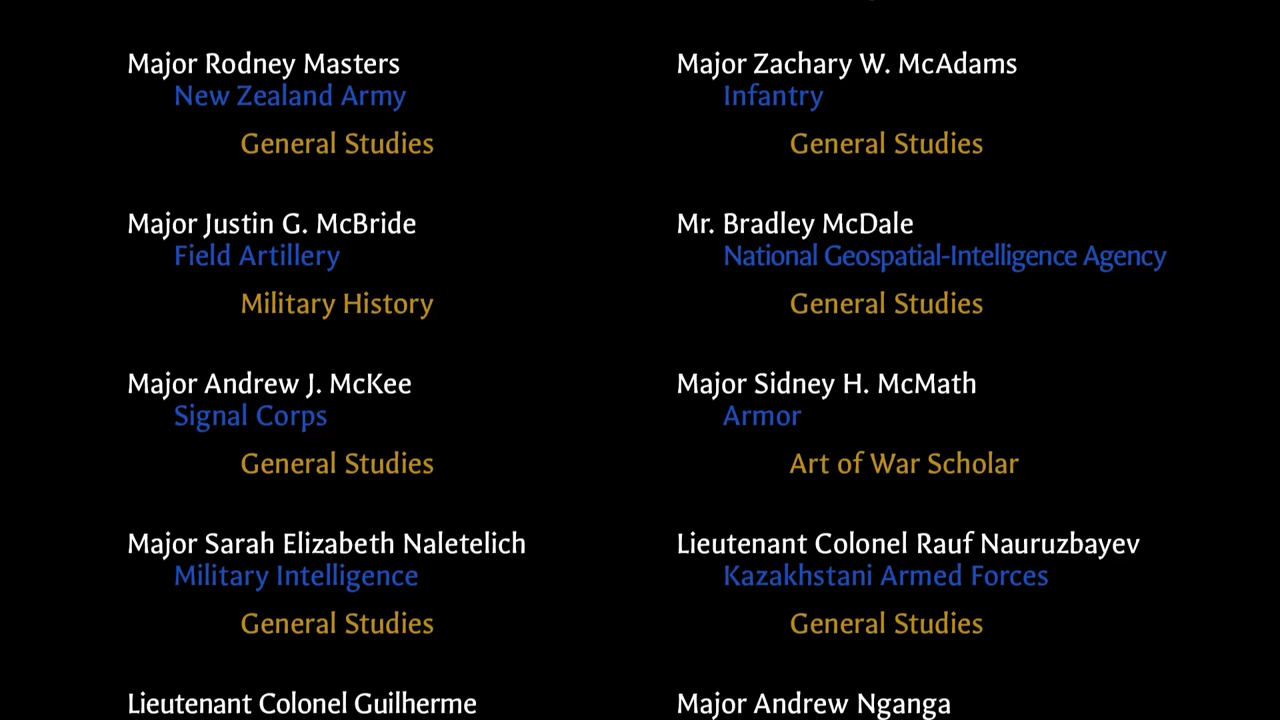 Major Rodney Masters
New Zealand Army
General Studies
Major Zachary W. McAdams
Infantry
General Studies
Major Justin G. McBride
Field Artillery
Military History
Mr. Bradley McDale
National Geospatial-Intelligence Agency
General Studies
Major Andrew J. McKee
Signal Corps
General Studies
Major Sidney H. McMath
Armor
Art of War Scholar
Major Sarah Elizabeth Naletelich
Military Intelligence
General Studies
Lieutenant Colonel Rauf Nauruzbayev
Kazakhstani Armed Forces
General Studies
Lieutenant Colonel Guilherme
Major Andrew Nganga